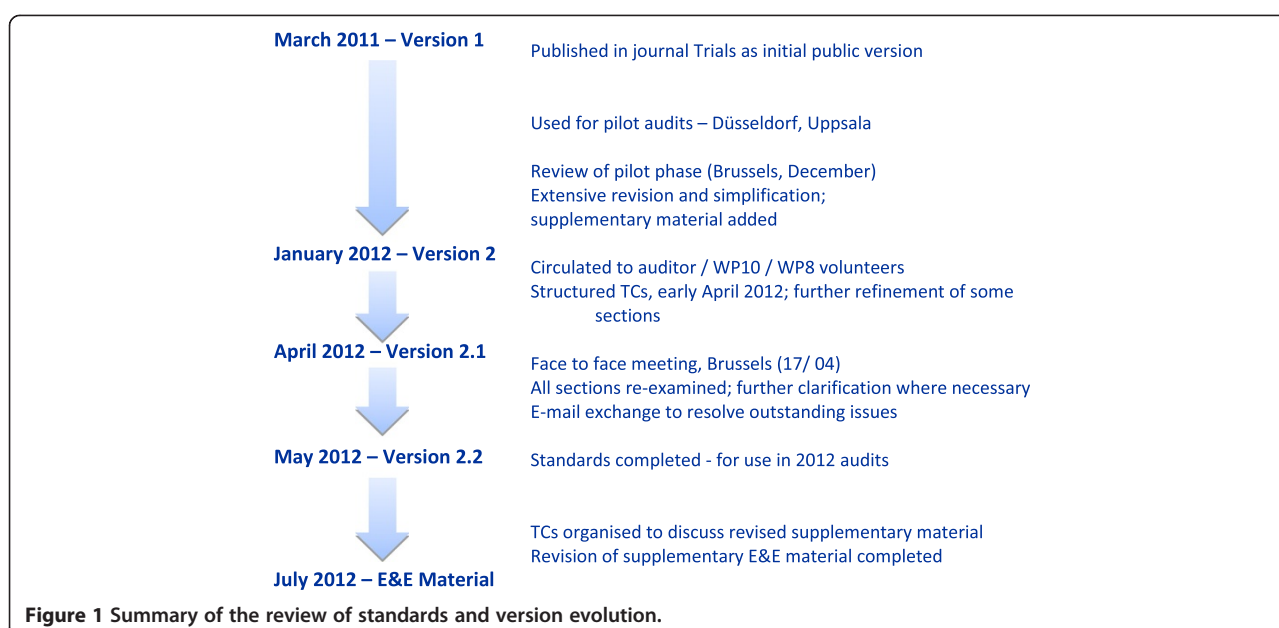 March 2011 – Version 1
Published in journal Trials as initial public version
Used for pilot audits – Düsseldorf, Uppsala
Review of pilot phase (Brussels, December)
Extensive revision and simplification;
supplementary material added
January 2012 – Version 2
Circulated to auditor / WP10 / WP8 volunteers
Structured TCs, early April 2012; further refinement of some
sections
April 2012 – Version 2.1
Face to face meeting, Brussels (17/ 04)
All sections re-examined; further clarification where necessary
E-mail exchange to resolve outstanding issues
May 2012 – Version 2.2
Standards completed - for use in 2012 audits
TCs organised to discuss revised supplementary material
Revision of supplementary E&E material completed
July 2012 – E&E Material
Figure 1 Summary of the review of standards and version evolution.